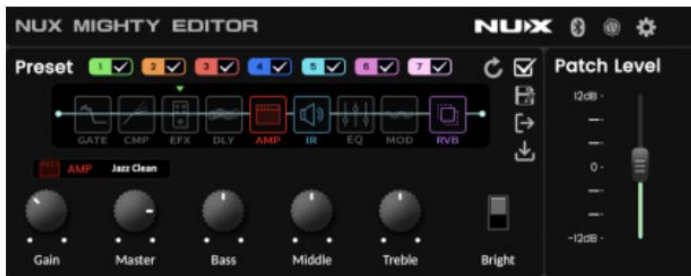 NUX MIGHTY EDITOR NUX
Preset 1 2 3 4 5 6 7 Patch Level
12dB
GATE CMP EFX DLY AMP IR EQ MOD RVB
0
AMP Jazz Clean
-12dB
Gain Master Bass Middle Treble Bright